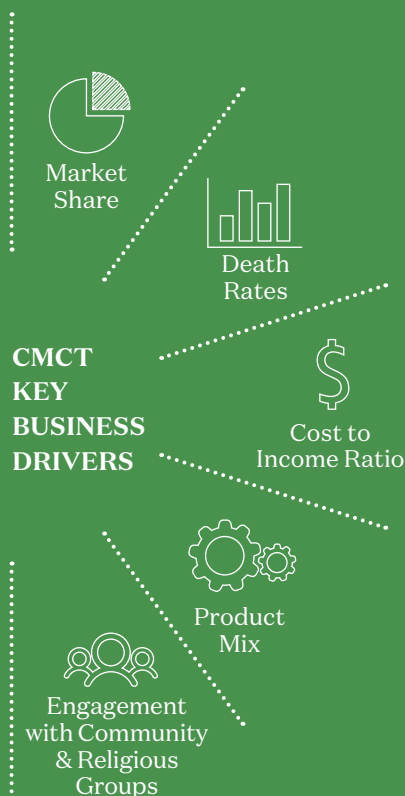 Market
Share
Death
Rates
CMCT
KEY
BUSINESS
DRIVERS
$
Cost to
Income Ratio
Product
Mix
Engagement
with Community
& Religious
Groups